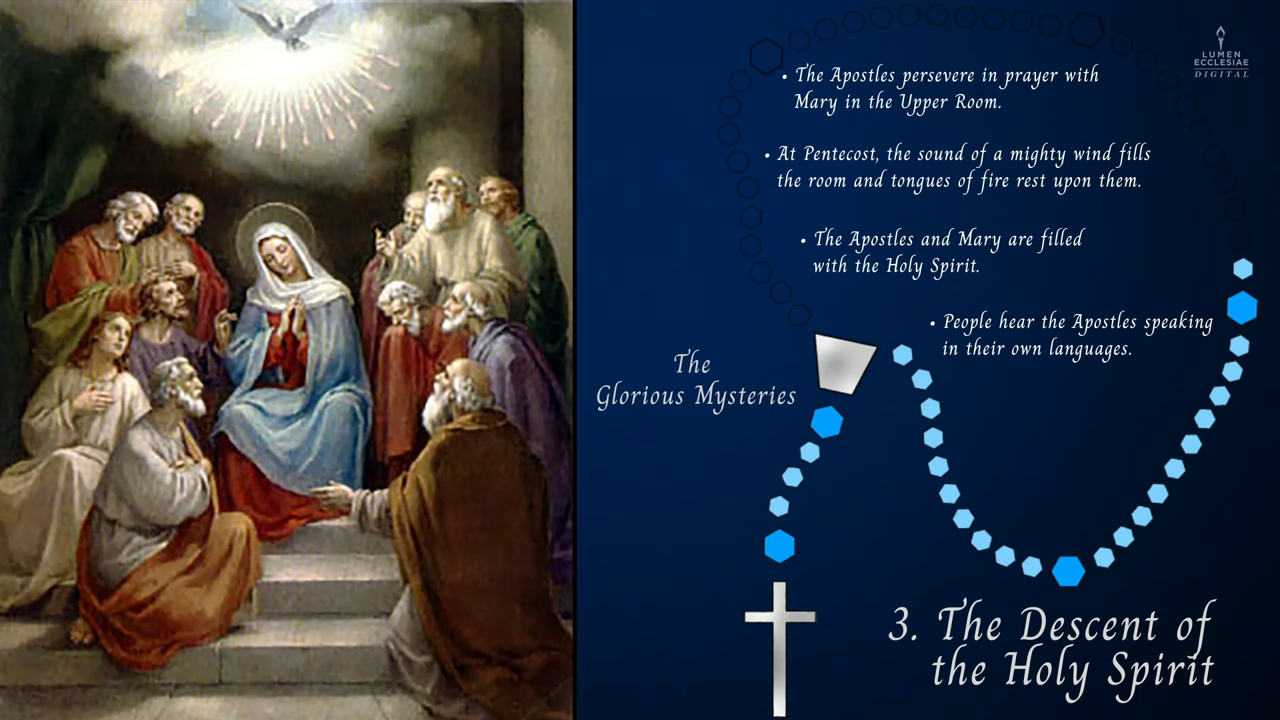 LUMEN
ECCLESIAE
DIGITAL
• The Apostles persevere in prayer with
Mary in the Upper Room.
• At Pentecost, the sound of a mighty wind fills
the room and tongues of fire rest upon them.
• The Apostles and Mary are filled
with the Holy Spirit.
• People hear the Apostles speaking
in their own languages.
The
Glorious Mysteries
3. The Descent of
the Holy Spirit